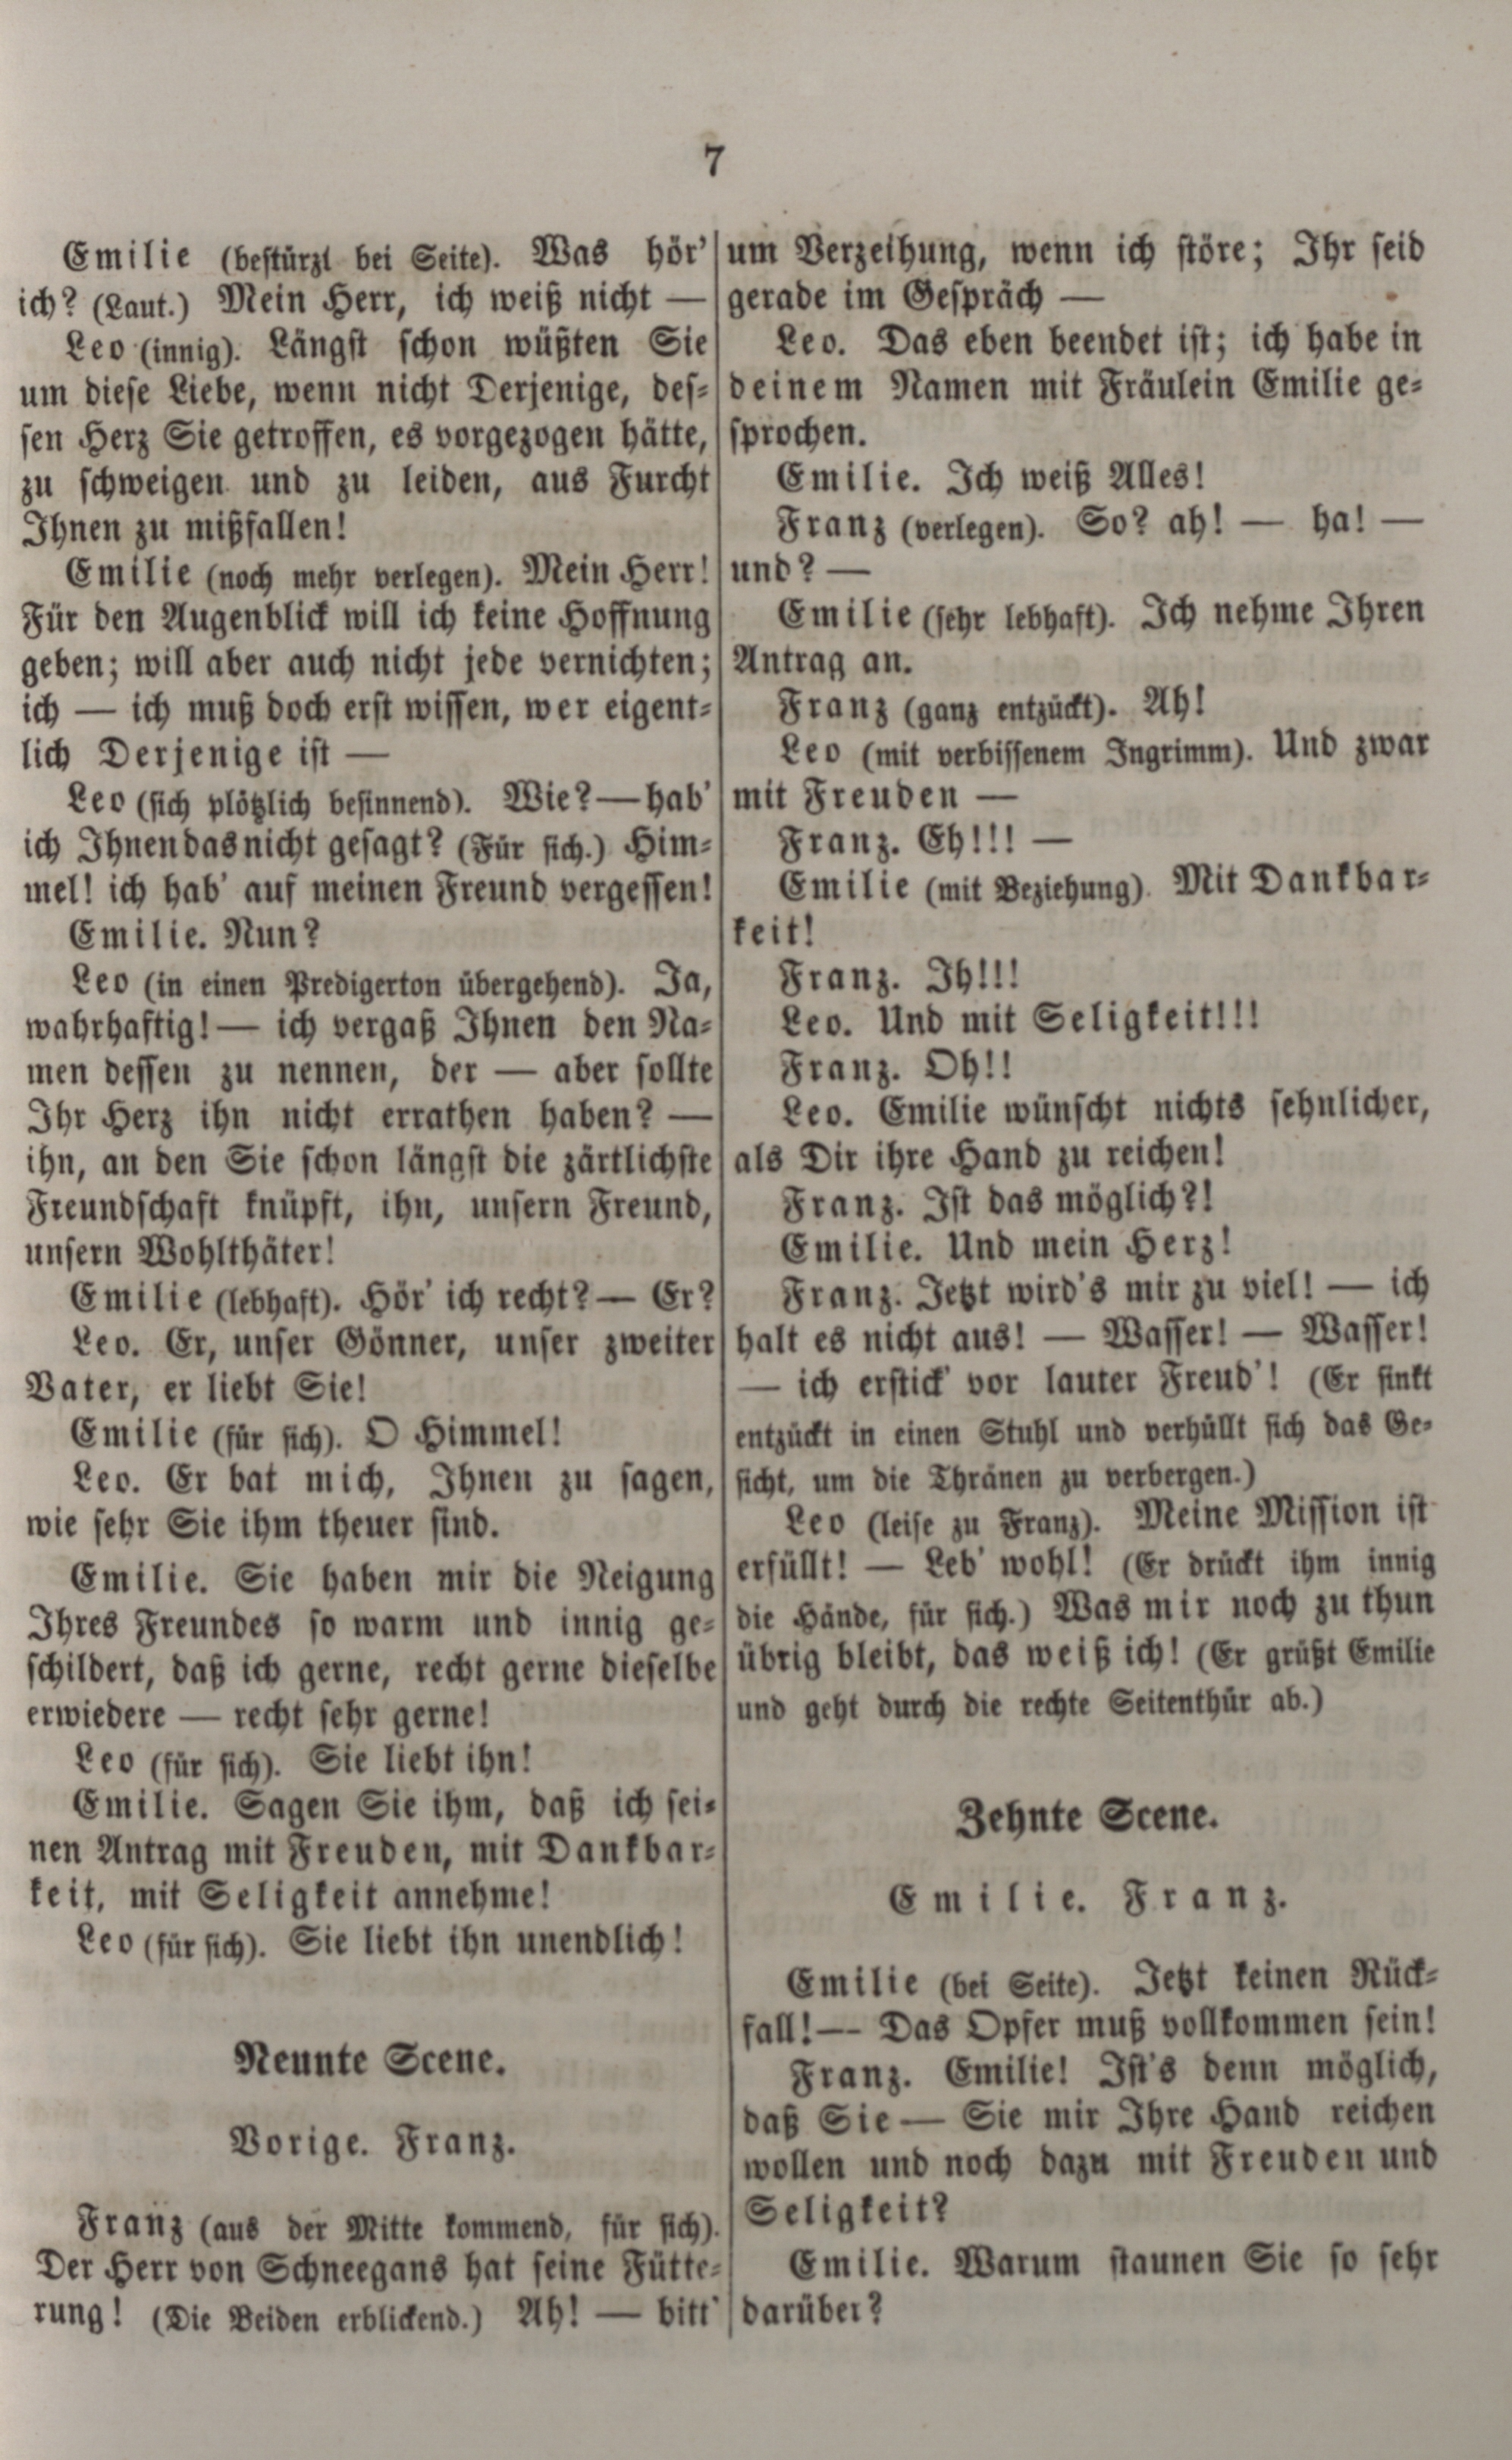 7
Emilie (bestürzt bei Seite). Was hör'
ich? (Laut.) Mein Herr, ich weiß nicht —
Leo (innig). Längst schon wüßten Sie
um diese Liebe, wenn nicht Derjenige, des-
sen Herz Sie getroffen, es vorgezogen hätte,
zu schweigen und zu leiden, aus Furcht
Ihnen zu mißfallen!
Emilie (noch mehr verlegen). Mein Herr!
Für den Augenblick will ich keine Hoffnung
geben; will aber auch nicht jede vernichten;
ich — ich muß doch erst wissen, wer eigent-
lich Derjenige ist —
Leo (sich plötzlich besinnend). Wie? — hab'
ich Ihnen das nicht gesagt? (Für sich.) Him-
mel! ich hab' auf meinen Freund vergessen!
Emilie. Nun?
Leo (in einen Predigerton übergehend). Ja,
wahrhaftig! — ich vergaß Ihnen den Na-
men dessen zu nennen, der — aber sollte
Ihr Herz ihn nicht errathen haben? —
ihn, an den Sie schon längst die zärtlichste
Freundschaft knüpft, ihn, unsern Freund,
unsern Wohlthäter!
Emilie (lebhaft). Hör' ich recht? — Er?
Leo. Er, unser Gönner, unser zweiter
Vater, er liebt Sie!
Emilie (für sich). O Himmel!
Leo. Er bat mich, Ihnen zu sagen,
wie sehr Sie ihm theuer sind.
Emilie. Sie haben mir die Neigung
Ihres Freundes so warm und innig ge-
schildert, daß ich gerne, recht gerne dieselbe
erwiedere — recht sehr gerne!
Leo (für sich). Sie liebt ihn!
Emilie. Sagen Sie ihm, daß ich sei-
nen Antrag mit Freuden, mit Dankbar-
keit, mit Seligkeit annehme!
Leo (für sich). Sie liebt ihn unendlich!
Neunte Scene.
Vorige. Franz.
Franz (aus der Mitte kommend, für sich).
Der Herr von Schneegans hat seine Fütte-
rung! (Die Beiden erblickend.) Ah! — bitt'
um Verzeihung, wenn ich störe; Ihr seid
gerade im Gespräch —
Leo. Das eben beendet ist; ich habe in
deinem Namen mit Fräulein Emilie ge-
sprochen.
Emilie. Ich weiß Alles!
Franz (verlegen). So? ah! — ha! —
und? —
Emilie (sehr lebhaft). Ich nehme Ihren
Antrag an.
Franz (ganz entzückt). Ah!
Leo (mit verbissenem Ingrimm). Und zwar
mit Freuden —
Franz. Eh!!! —
Emilie (mit Beziehung). Mit Dankbar-
keit!
Franz. Ih!!!
Leo. Und mit Seligkeit!!!
Franz. Oh!!
Leo. Emilie wünscht nichts sehnlicher,
als Dir ihre Hand zu reichen!
Franz. Ist das möglich?!
Emilie. Und mein Herz!
Franz. Jetzt wird's mir zu viel! — ich
halt es nicht aus! — Wasser! — Wasser!
— ich erstick' vor lauter Freud'! (Er sinkt
entzückt in einen Stuhl und verhüllt sich das Ge-
sicht, um die Thränen zu verbergen.)
Leo (leise zu Franz). Meine Mission ist
erfüllt! — Leb' wohl! (Er drückt ihm innig
die Hände, für sich.) Was mir noch zu thun
übrig bleibt, das weiß ich! (Er grüßt Emilie
und geht durch die rechte Seitenthür ab.)
Zehnte Scene.
Emilie. Franz.
Emilie (bei Seite). Jetzt keinen Rück-
fall! — Das Opfer muß vollkommen sein!
Franz. Emilie! Ist's denn möglich,
daß Sie — Sie mir Ihre Hand reichen
wollen und noch dazu mit Freuden und
Seligkeit?
Emilie. Warum staunen Sie so sehr
darüber?